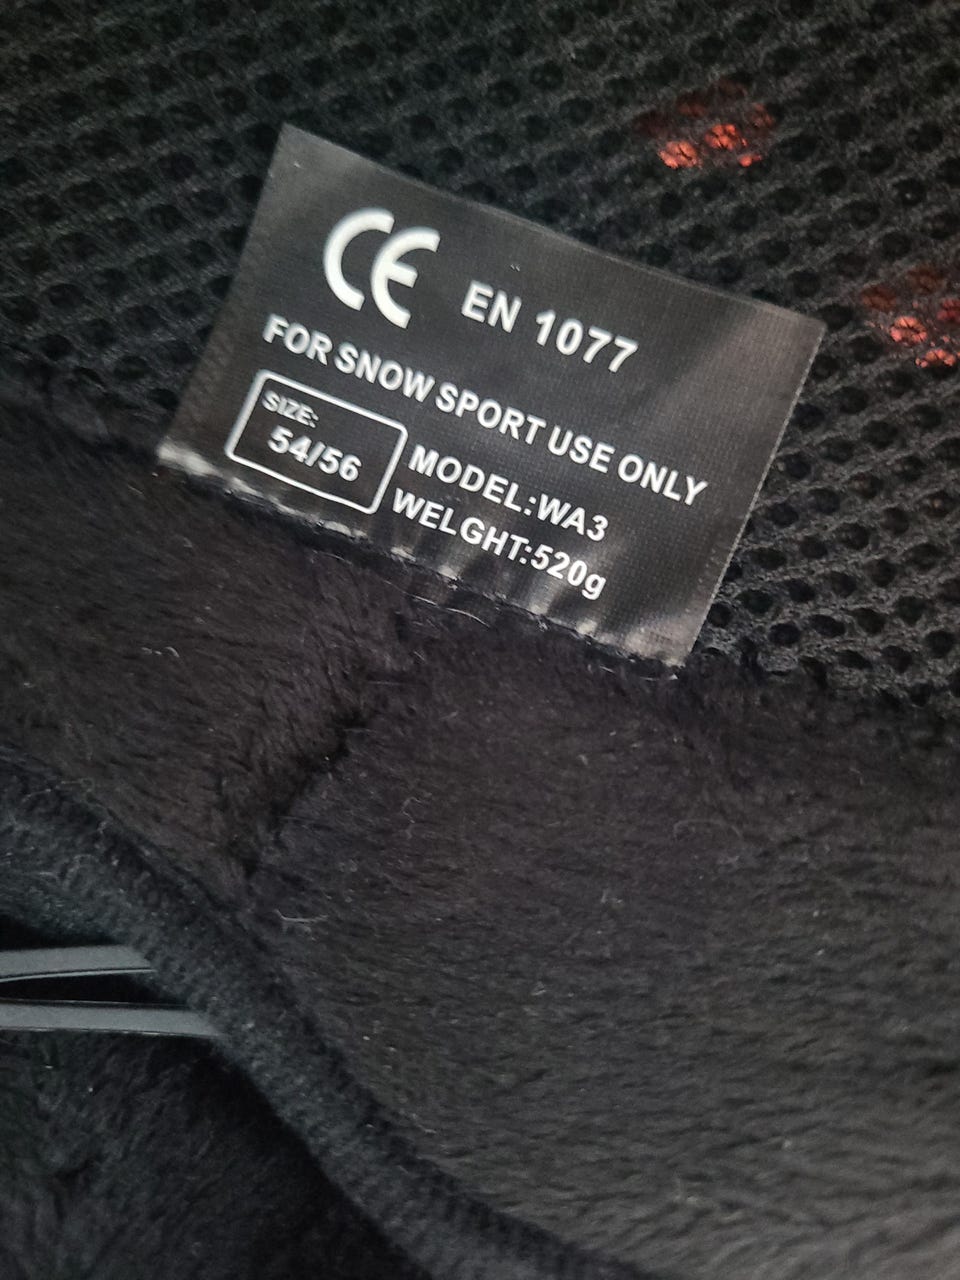 CE EN 1077
FOR SNOW SPORT USE ONLY
SIZE:
54/56
MODEL:WA3
WELGHT:520g